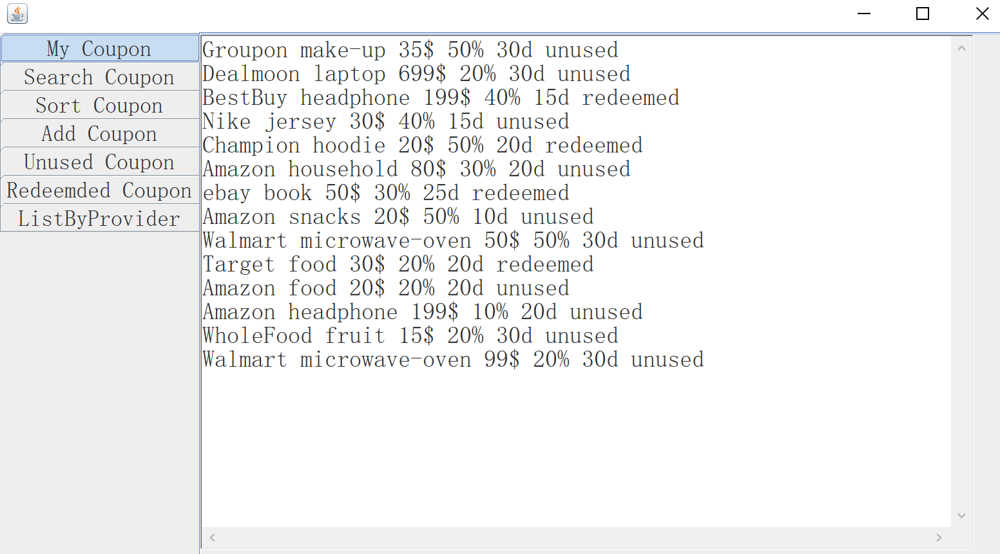 My Coupon
Search Coupon
Sort Coupon
Add Coupon
Unused Coupon
Redeemded Coupon
ListByProvider
Groupon make-up 35$ 50% 30d unused
Dealmoon laptop 699$ 20% 30d unused
BestBuy headphone 199$ 40% 15d redeemed
Nike jersey 30$ 40% 15d unused
Champion hoodie 20$ 50% 20d redeemed
Amazon household 80$ 30% 20d unused
ebay book 50$ 30% 25d redeemed
Amazon snacks 20$ 50% 10d unused
Walmart microwave-oven 50$ 50% 30d unused
Target food 30$ 20% 20d redeemed
Amazon food 20$ 20% 20d unused
Amazon headphone 199$ 10% 20d unused
WholeFood fruit 15$ 20% 30d unused
Walmart microwave-oven 99$ 20% 30d unused